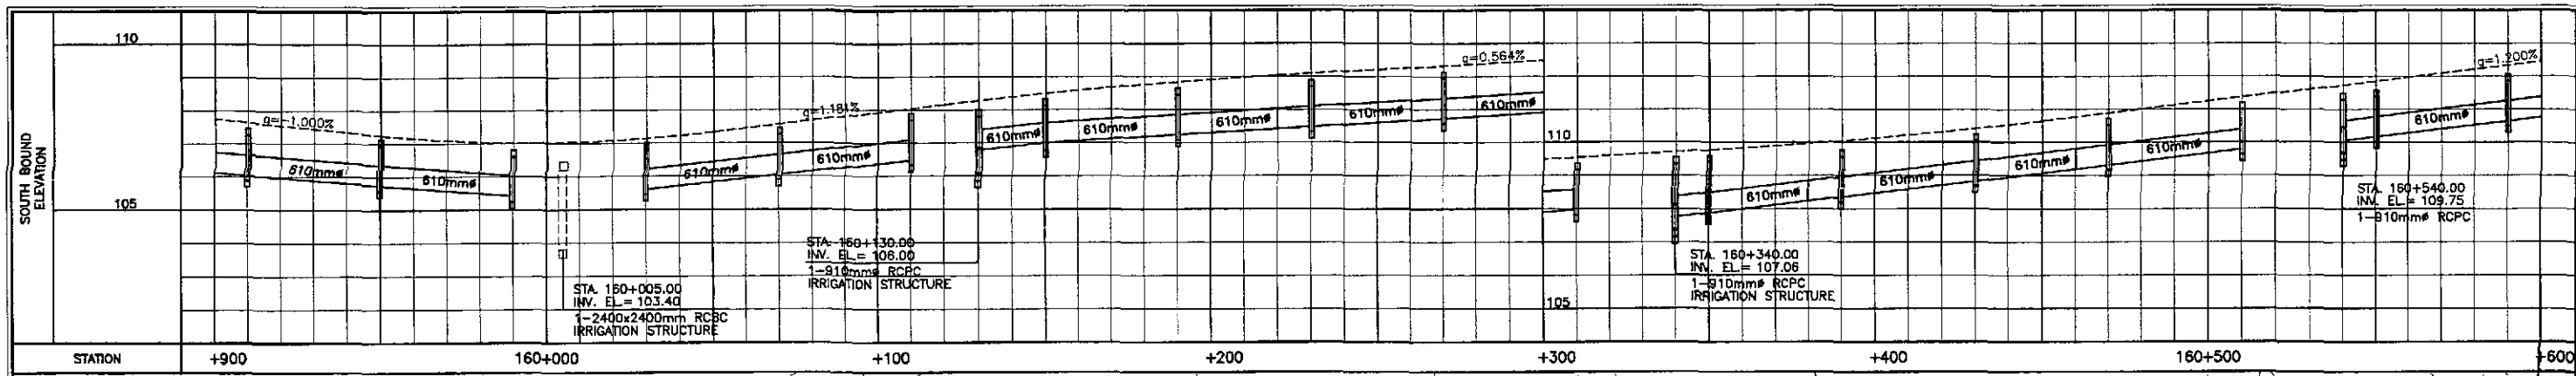 110
g=-1.000%
g=1.181%
g=0.564%
g=1.200%
610mmø
610mmø
610mmø
610mmø
610mmø
610mmø
610mmø
610mmø
610mmø
610mmø
610mmø
610mmø
610mmø
110
SOUTH BOUND
ELEVATION
105
105
STA. 160+005.00
INV. EL.= 103.40
1-2400x2400mm RCBC
IRRIGATION STRUCTURE
STA. 160+130.00
INV. EL.= 106.00
1-910mmø RCPC
IRRIGATION STRUCTURE
STA. 160+340.00
INV. EL.= 107.06
1-910mmø RCPC
IRRIGATION STRUCTURE
STA. 160+540.00
INV. EL.= 109.75
1-910mmø RCPC
STATION
+900
160+000
+100
+200
+300
+400
160+500
+600